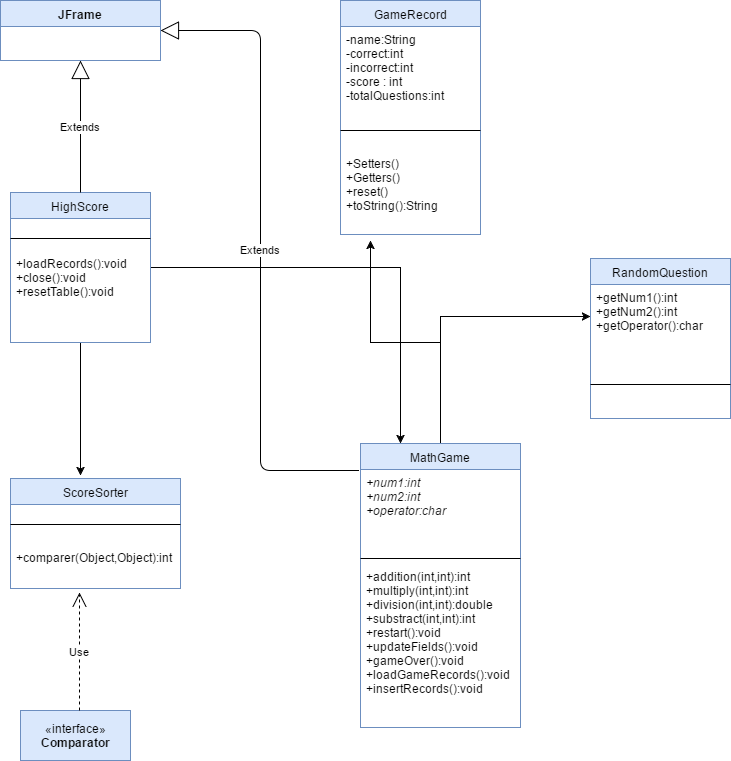 JFrame
GameRecord
-name:String
-correct:int
-incorrect:int
-score : int
-totalQuestions:int
+Setters()
+Getters()
+reset()
+toString():String
Extends
HighScore
+loadRecords():void
+close():void
+resetTable():void
Extends
RandomQuestion
+getNum1():int
+getNum2():int
+getOperator():char
MathGame
+num1:int
+num2:int
+operator:char
+addition(int,int):int
+multiply(int,int):int
+division(int,int):double
+substract(int,int):int
+restart():void
+updateFields():void
+gameOver():void
+loadGameRecords():void
+insertRecords():void
ScoreSorter
+comparer(Object,Object):int
Use
«interface»
Comparator